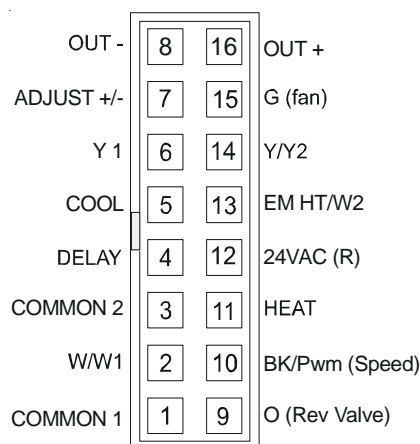 OUT - 8 16 OUT +
ADJUST +/- 7 15 G (fan)
Y 1 6 14 Y/Y2
COOL 5 13 EM HT/W2
DELAY 4 12 24VAC (R)
COMMON 2 3 11 HEAT
W/W1 2 10 BK/Pwm (Speed)
COMMON 1 1 9 O (Rev Valve)